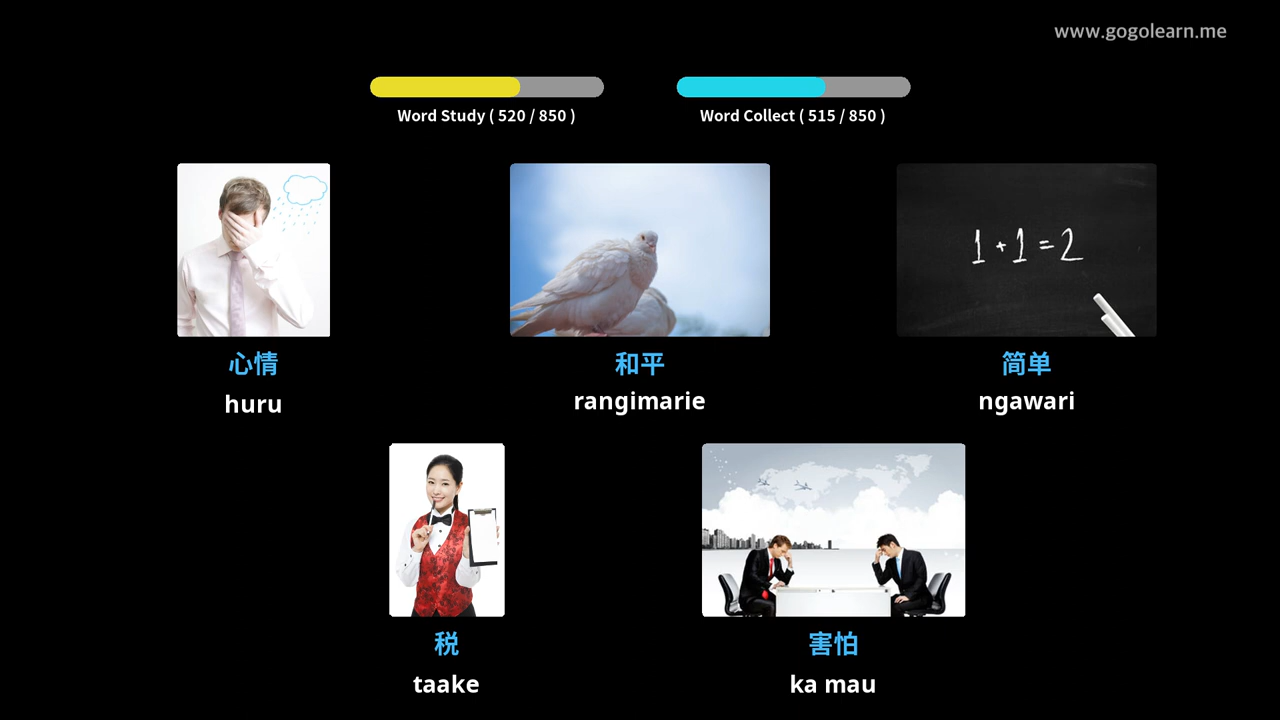 www.gogolearn.me
Word Study ( 520 / 850 )
Word Collect ( 515 / 850 )
1 + 1 = 2
心情
huru
和平
rangimarie
简单
ngawari
税
taake
害怕
ka mau